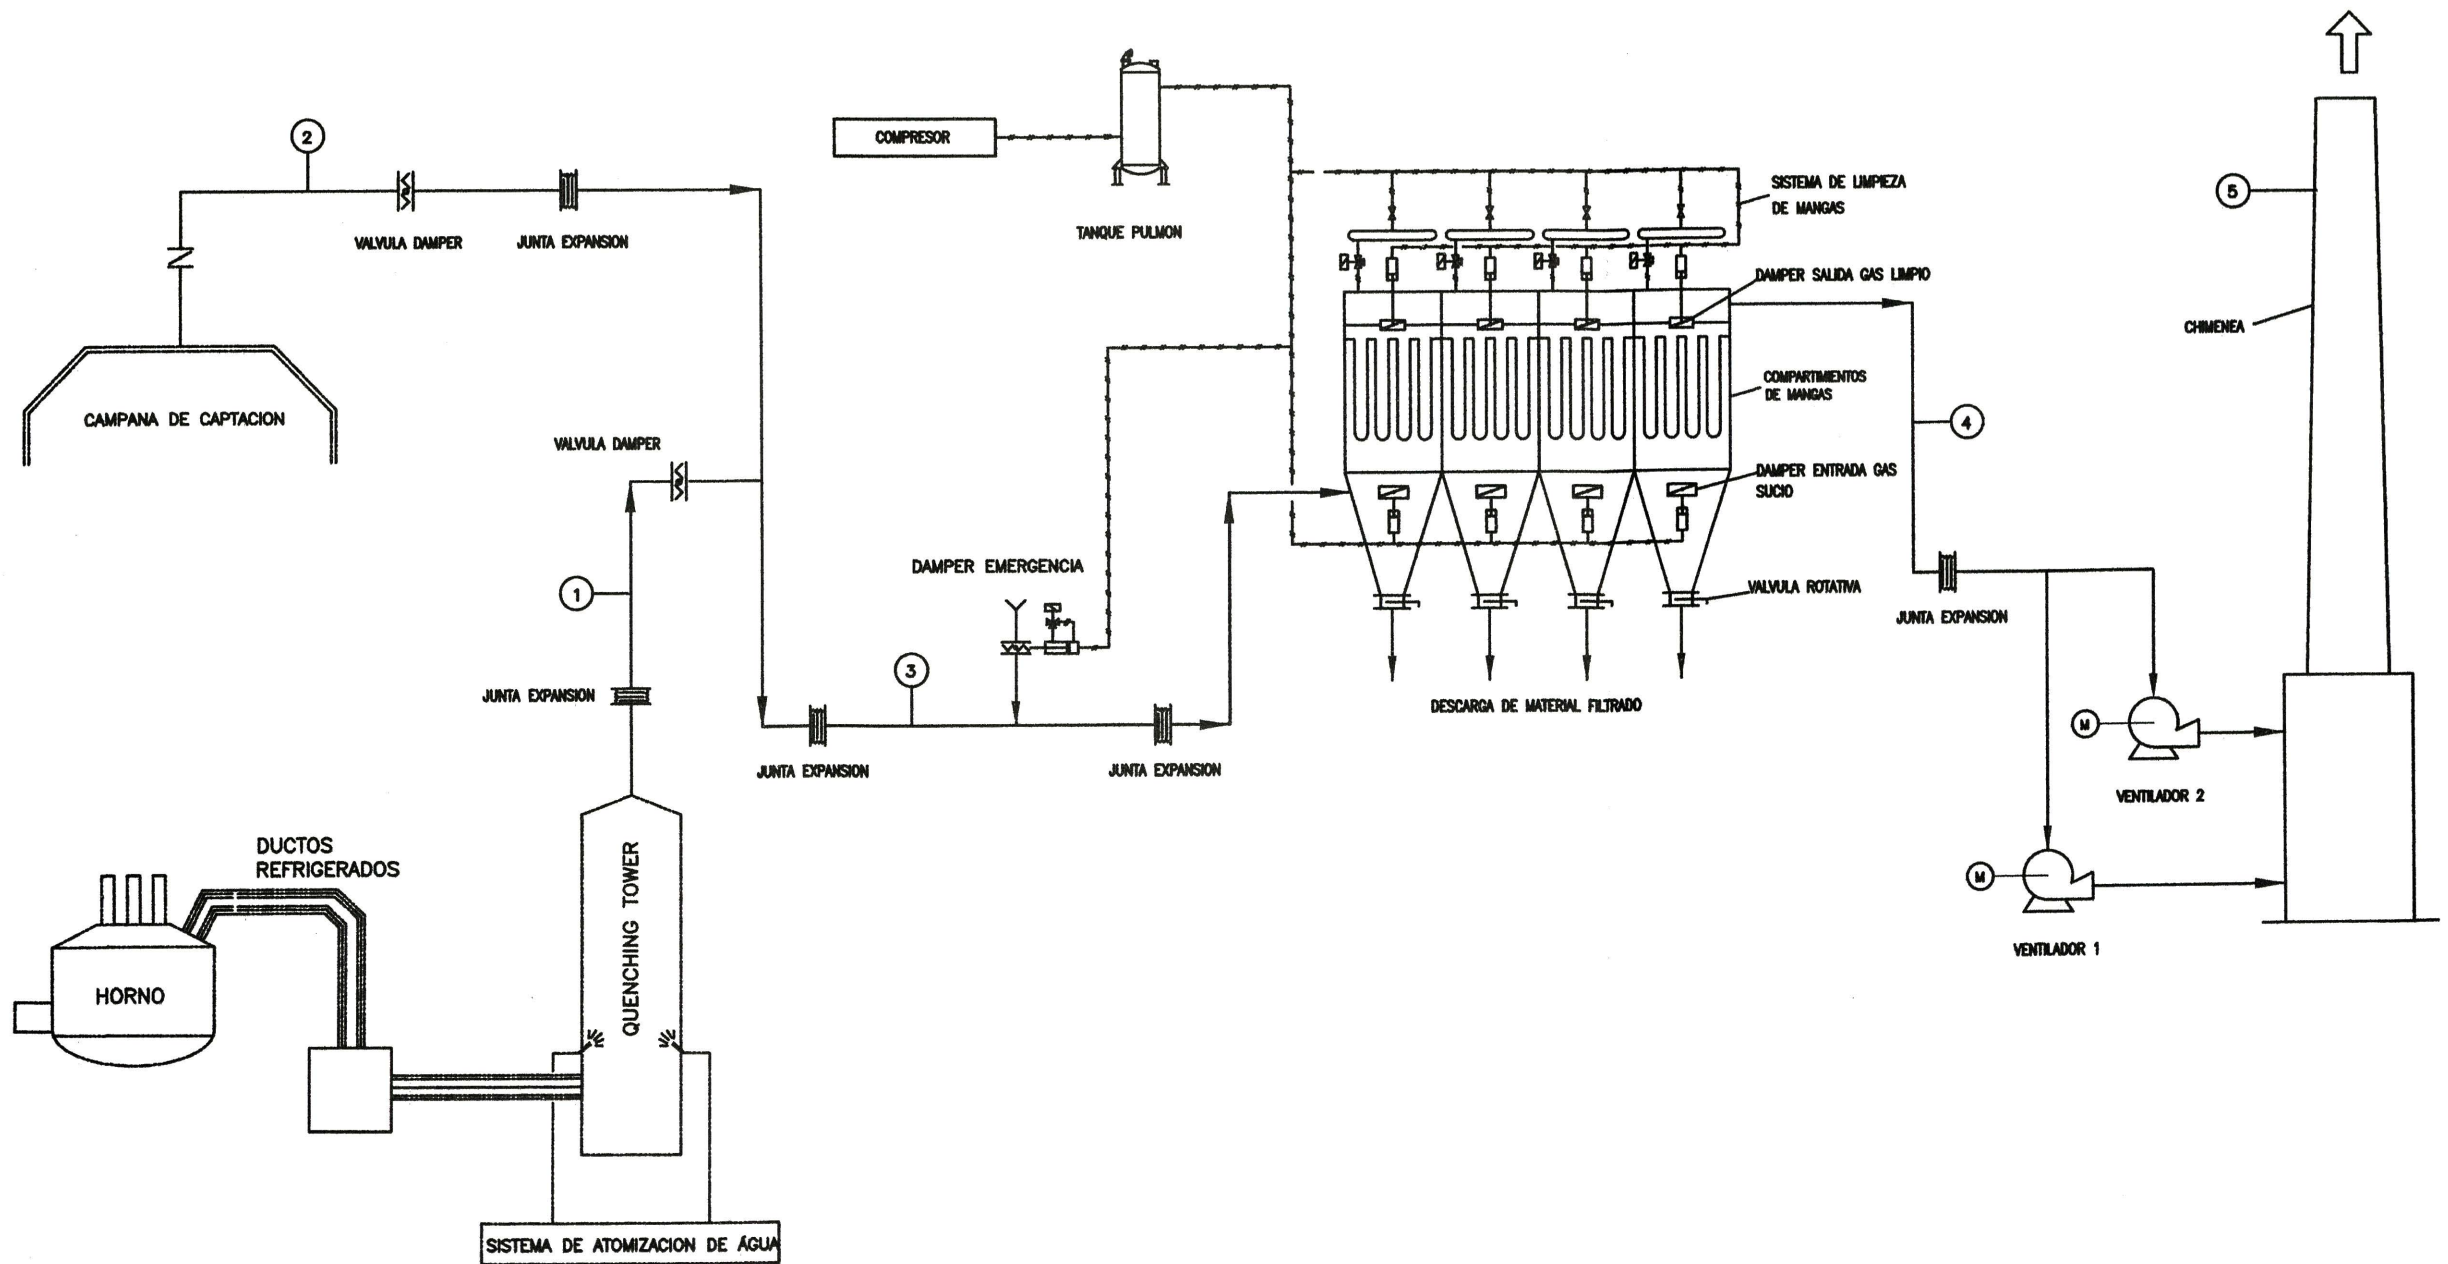 2
VALVULA DAMPER
JUNTA EXPANSION
CAMPANA DE CAPTACION
VALVULA DAMPER
1
JUNTA EXPANSION
DUCTOS
REFRIGERADOS
HORNO
QUENCHING TOWER
SISTEMA DE ATOMIZACION DE ÁGUA
COMPRESOR
TANQUE PULMON
DAMPER EMERGENCIA
3
JUNTA EXPANSION
JUNTA EXPANSION
SISTEMA DE LIMPIEZA
DE MANGAS
DAMPER SALIDA GAS LIMPIO
COMPARTIMIENTOS
DE MANGAS
DAMPER ENTRADA GAS
SUCIO
VALVULA ROTATIVA
DESCARGA DE MATERIAL FILTRADO
4
JUNTA EXPANSION
5
CHIMENEA
M
VENTILADOR 2
M
VENTILADOR 1